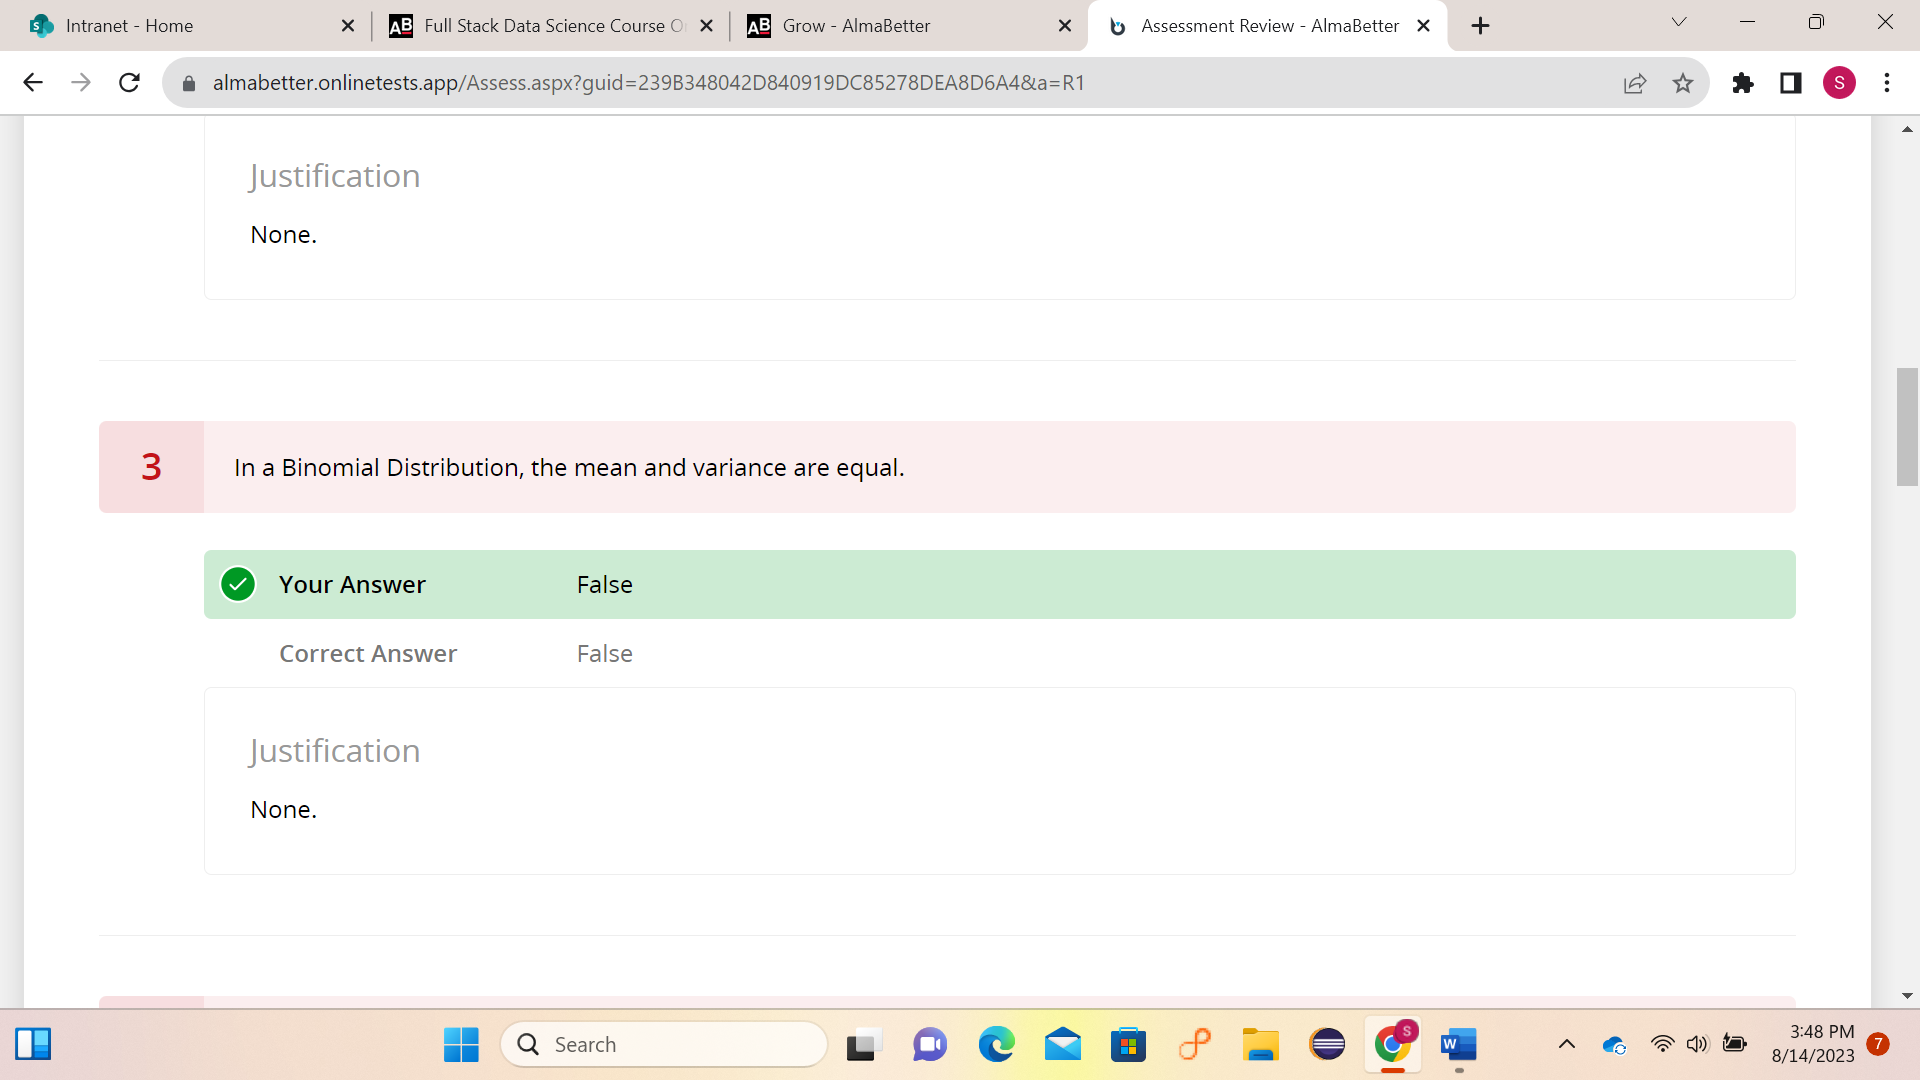 Intranet - Home
AB
Full Stack Data Science Course O
AB
Grow - AlmaBetter
Assessment Review - AlmaBetter
almabetter.onlinetests.app/Assess.aspx?guid=239B348042D840919DC85278DEA8D6A4&a=R1
S
Justification
None.
3
In a Binomial Distribution, the mean and variance are equal.
Your Answer
False
Correct Answer
False
Justification
None.
Search
S
W
3:48 PM
8/14/2023
7